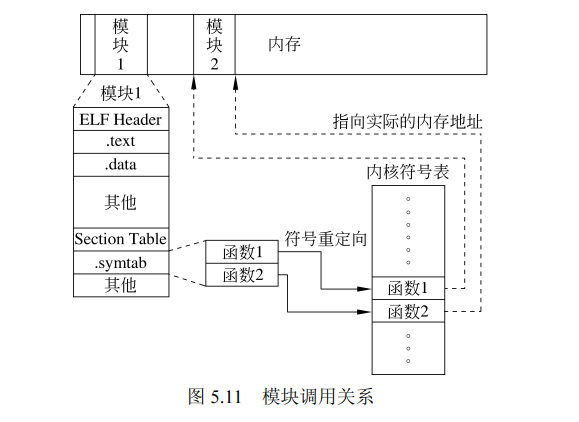 模块1
模块2
内存
模块1
指向实际的内存地址
ELF Header
.text
.data
其他
Section Table
.symtab
其他
函数1
函数2
符号重定向
内核符号表
函数1
函数2
图 5.11 模块调用关系